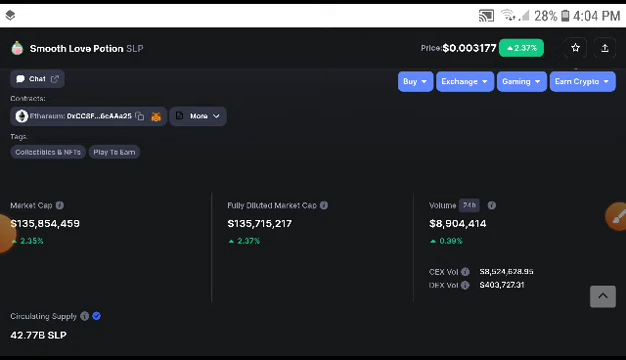 28% 4:04 PM
Smooth Love Potion SLP
Price: $0.003177 2.37%
Chat
Buy Exchange Gaming Earn Crypto
Contracts:
Ethereum: 0xCC8F...6cAAa25 More
Tags:
Collectibles & NFTs Play To Earn
Market Cap Fully Diluted Market Cap Volume 24h
$135,854,459 $135,715,217 $8,904,414
2.35% 2.37% 0.39%
CEX Vol $8,524,628.95
DEX Vol $403,727.31
Circulating Supply
42.77B SLP